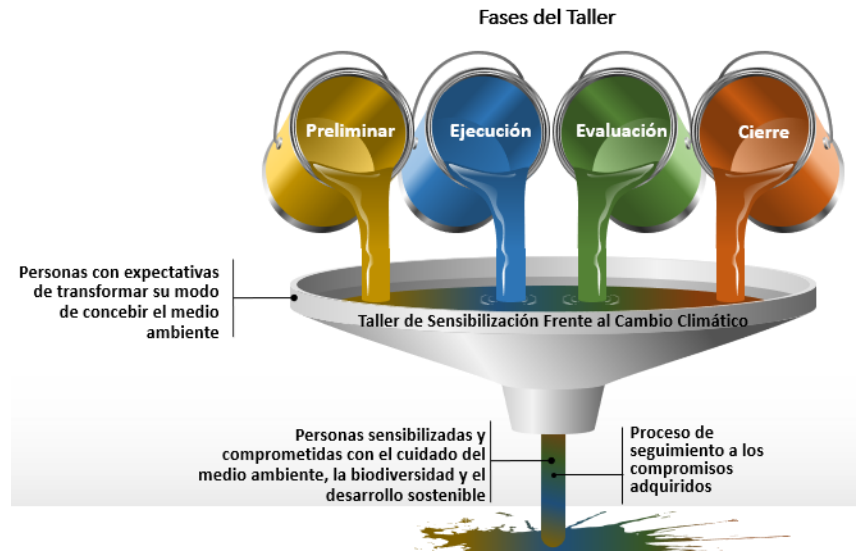 Fases del Taller
Preliminar
Ejecución
Evaluación
Cierre
Personas con expectativas
de transformar su modo
de concebir el medio
ambiente
Taller de Sensibilización Frente al Cambio Climático
Personas sensibilizadas y
comprometidas con el cuidado del
medio ambiente, la biodiversidad y el
desarrollo sostenible
Proceso de
seguimiento a los
compromisos
adquiridos